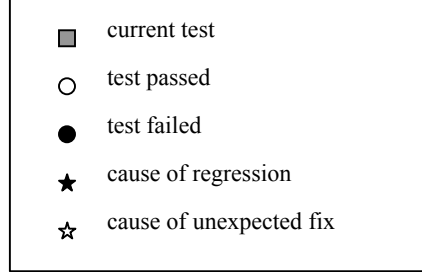 current test
test passed
test failed
cause of regression
cause of unexpected fix